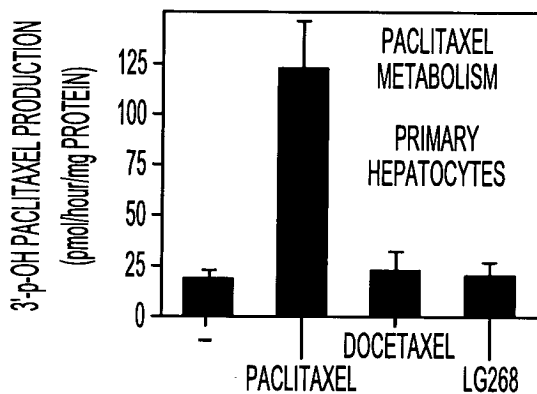 3'-p-OH PACLITAXEL PRODUCTION
(pmol/hour/mg PROTEIN)
125
100
75
50
25
0
PACLITAXEL
METABOLISM
PRIMARY
HEPATOCYTES
–
DOCETAXEL
PACLITAXEL
LG268